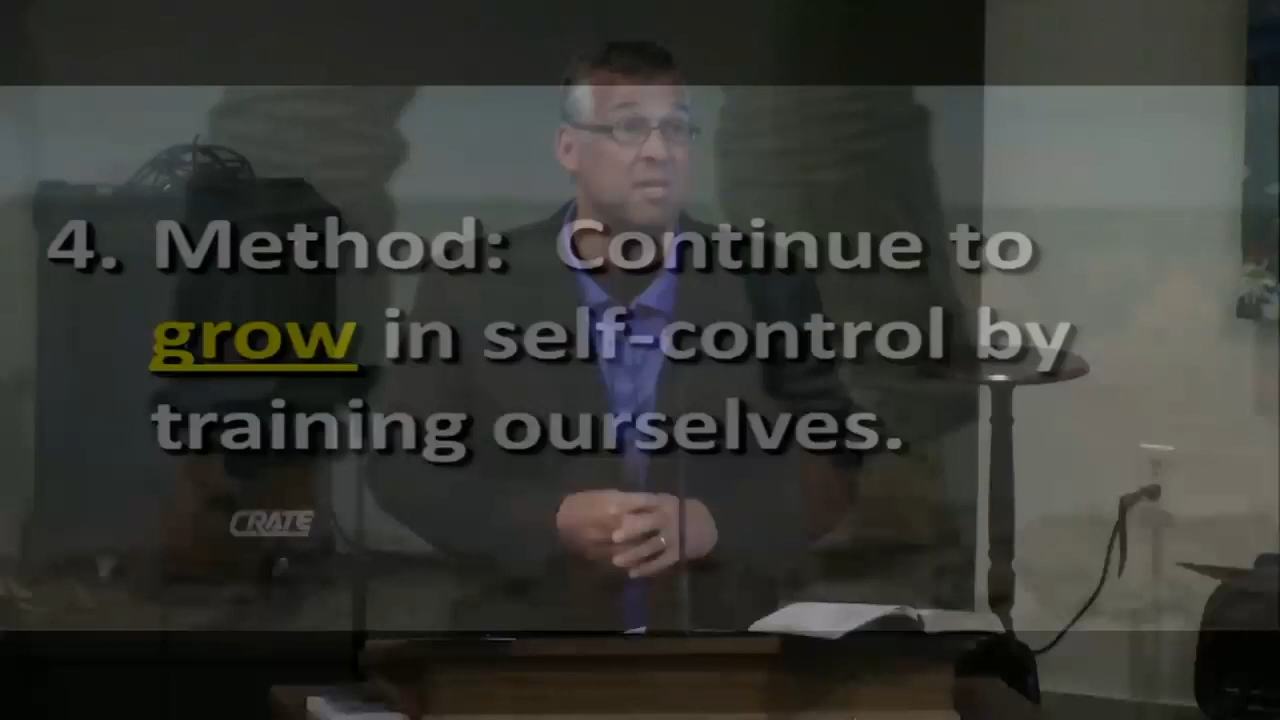 4. Method: Continue to
grow in self-control by
training ourselves.
CRATE